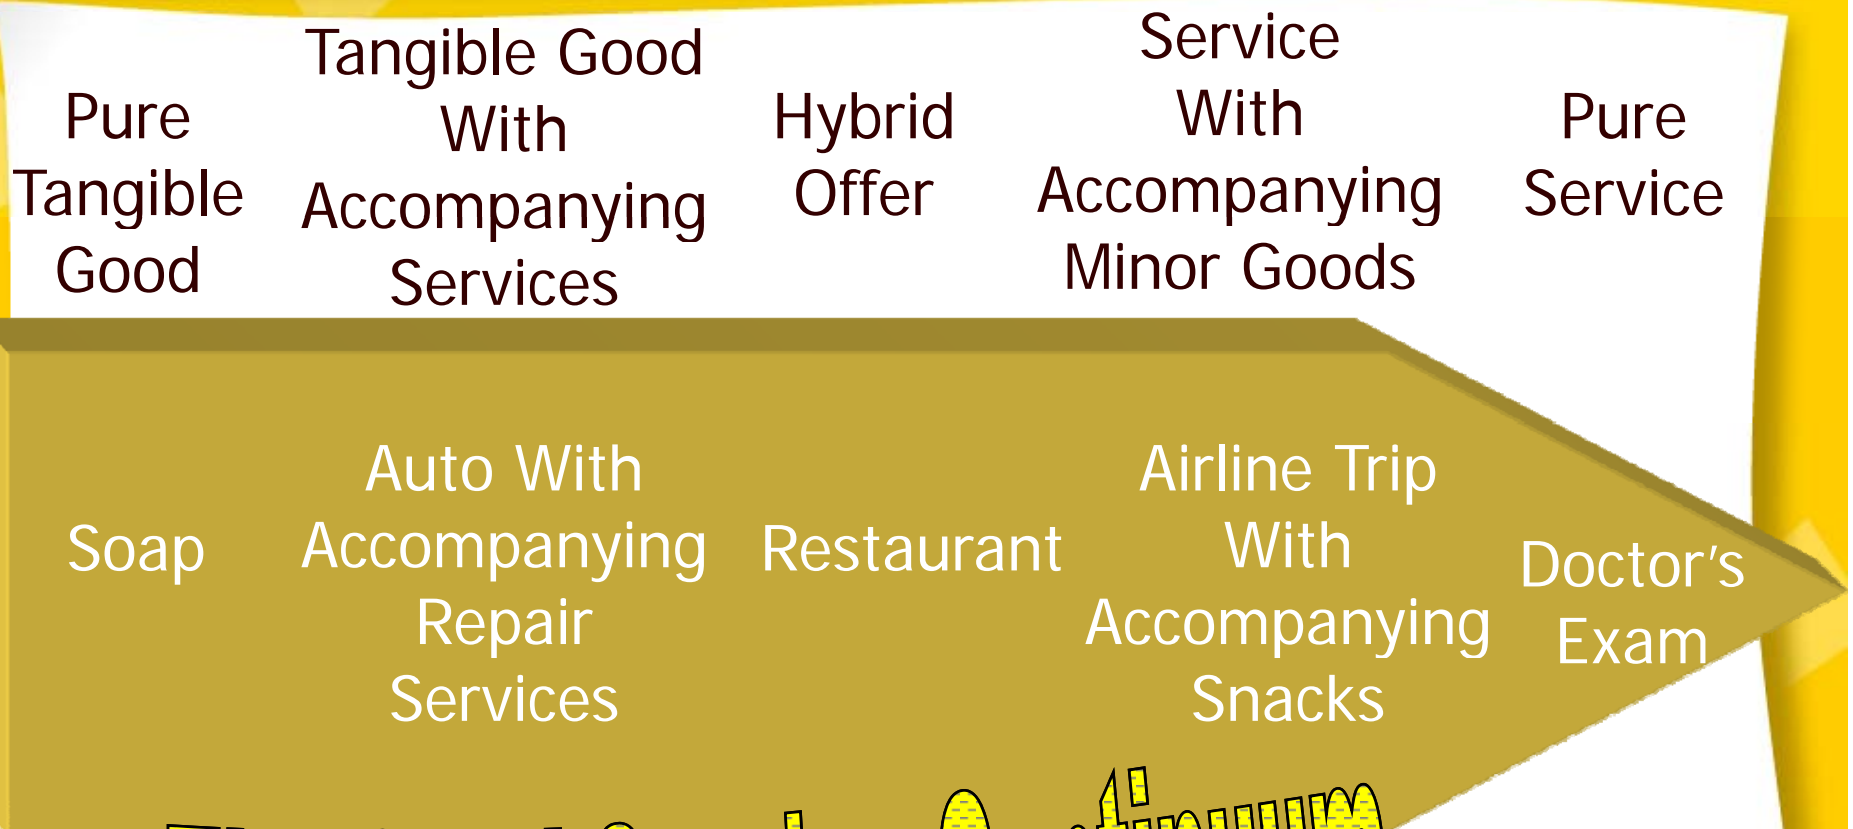 Pure
Tangible
Good
Tangible Good
With
Accompanying
Services
Hybrid
Offer
Service
With
Accompanying
Minor Goods
Pure
Service
Soap
Auto With
Accompanying
Repair
Services
Restaurant
Airline Trip
With
Accompanying
Snacks
Doctor’s
Exam